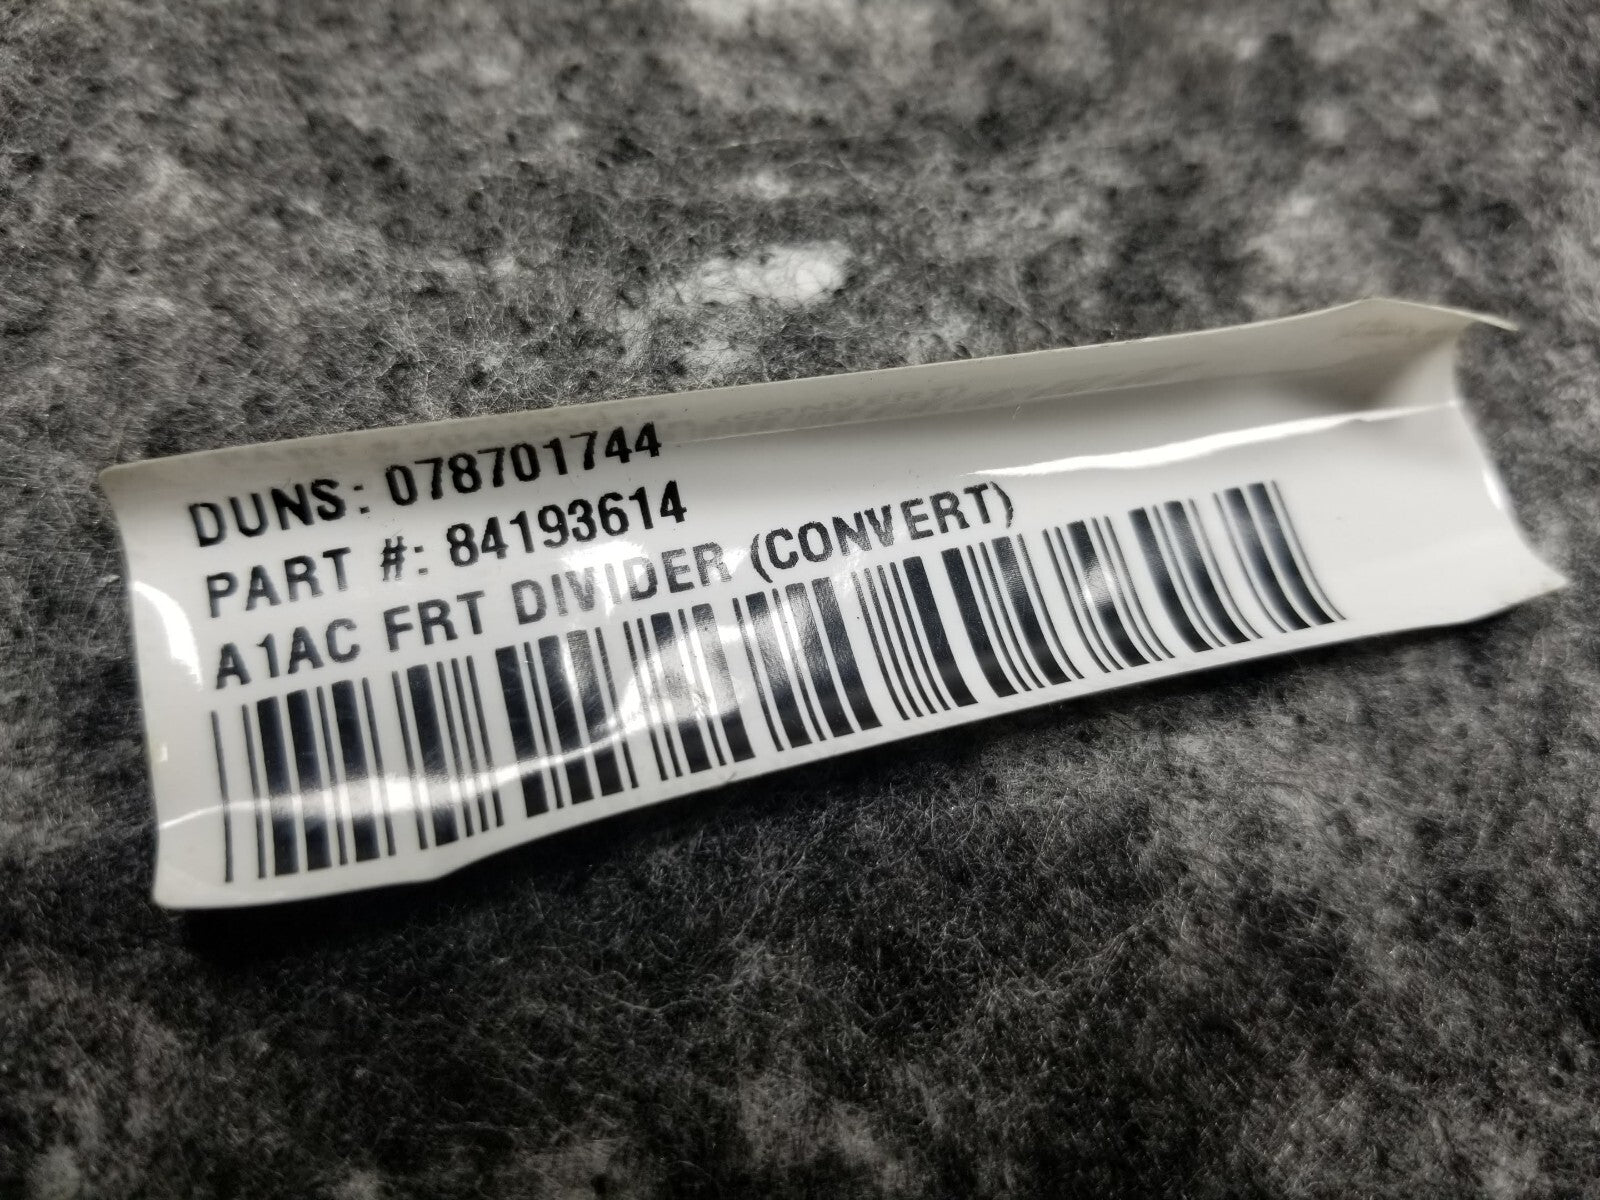 DUNS: 078701744
PART #: 84193614
A1AC FRT DIVIDER (CONVERT)